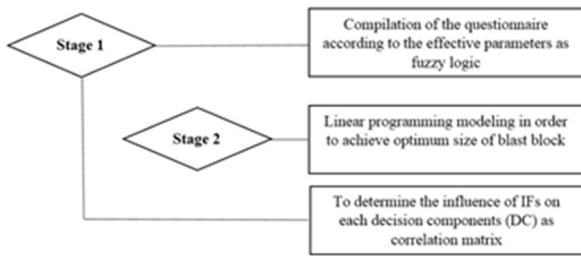 Stage 1
Compilation of the questionnaire
according to the effective parameters as
fuzzy logic
Stage 2
Linear programming modeling in order
to achieve optimum size of blast block
To determine the influence of IFs on
each decision components (DC) as
correlation matrix